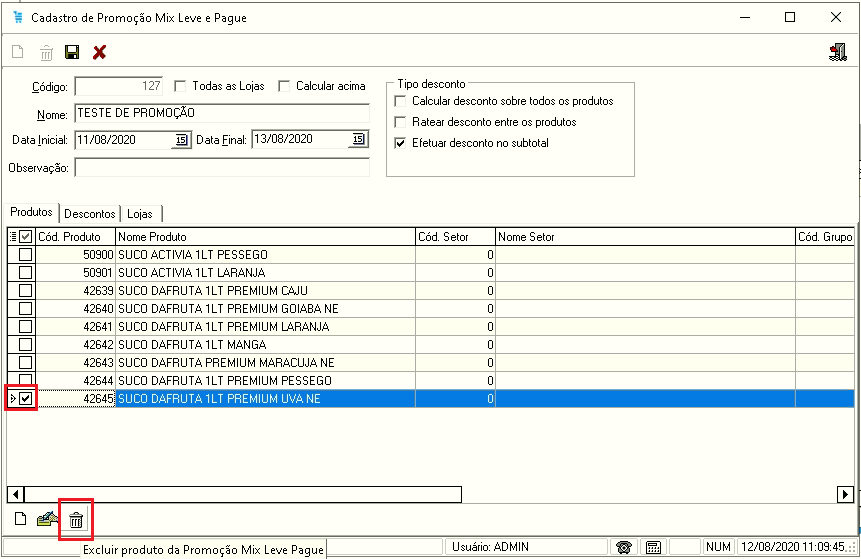 Cadastro de Promoção Mix Leve e Pague
Código: 127 Todas as Lojas Calcular acima
Nome: TESTE DE PROMOÇÃO
Data Inicial: 11/08/2020 15 Data Final: 13/08/2020 15
Observação:
Tipo desconto
Calcular desconto sobre todos os produtos
Ratear desconto entre os produtos
Efetuar desconto no subtotal
Produtos Descontos Lojas
Cód. Produto Nome Produto Cód. Setor Nome Setor Cód. Grupo
50900 SUCO ACTIVIA 1LT PESSEGO 0
50901 SUCO ACTIVIA 1LT LARANJA 0
42639 SUCO DAFRUTA 1LT PREMIUM CAJU 0
42640 SUCO DAFRUTA 1LT PREMIUM GOIABA NE 0
42641 SUCO DAFRUTA 1LT PREMIUM LARANJA 0
42642 SUCO DAFRUTA 1LT MANGA 0
42643 SUCO DAFRUTA PREMIUM MARACUJA NE 0
42644 SUCO DAFRUTA 1LT PREMIUM PESSEGO 0
42645 SUCO DAFRUTA 1LT PREMIUM UVA NE 0
Excluir produto da Promoção Mix Leve Pague
Usuário: ADMIN NUM 12/08/2020 11:09:45